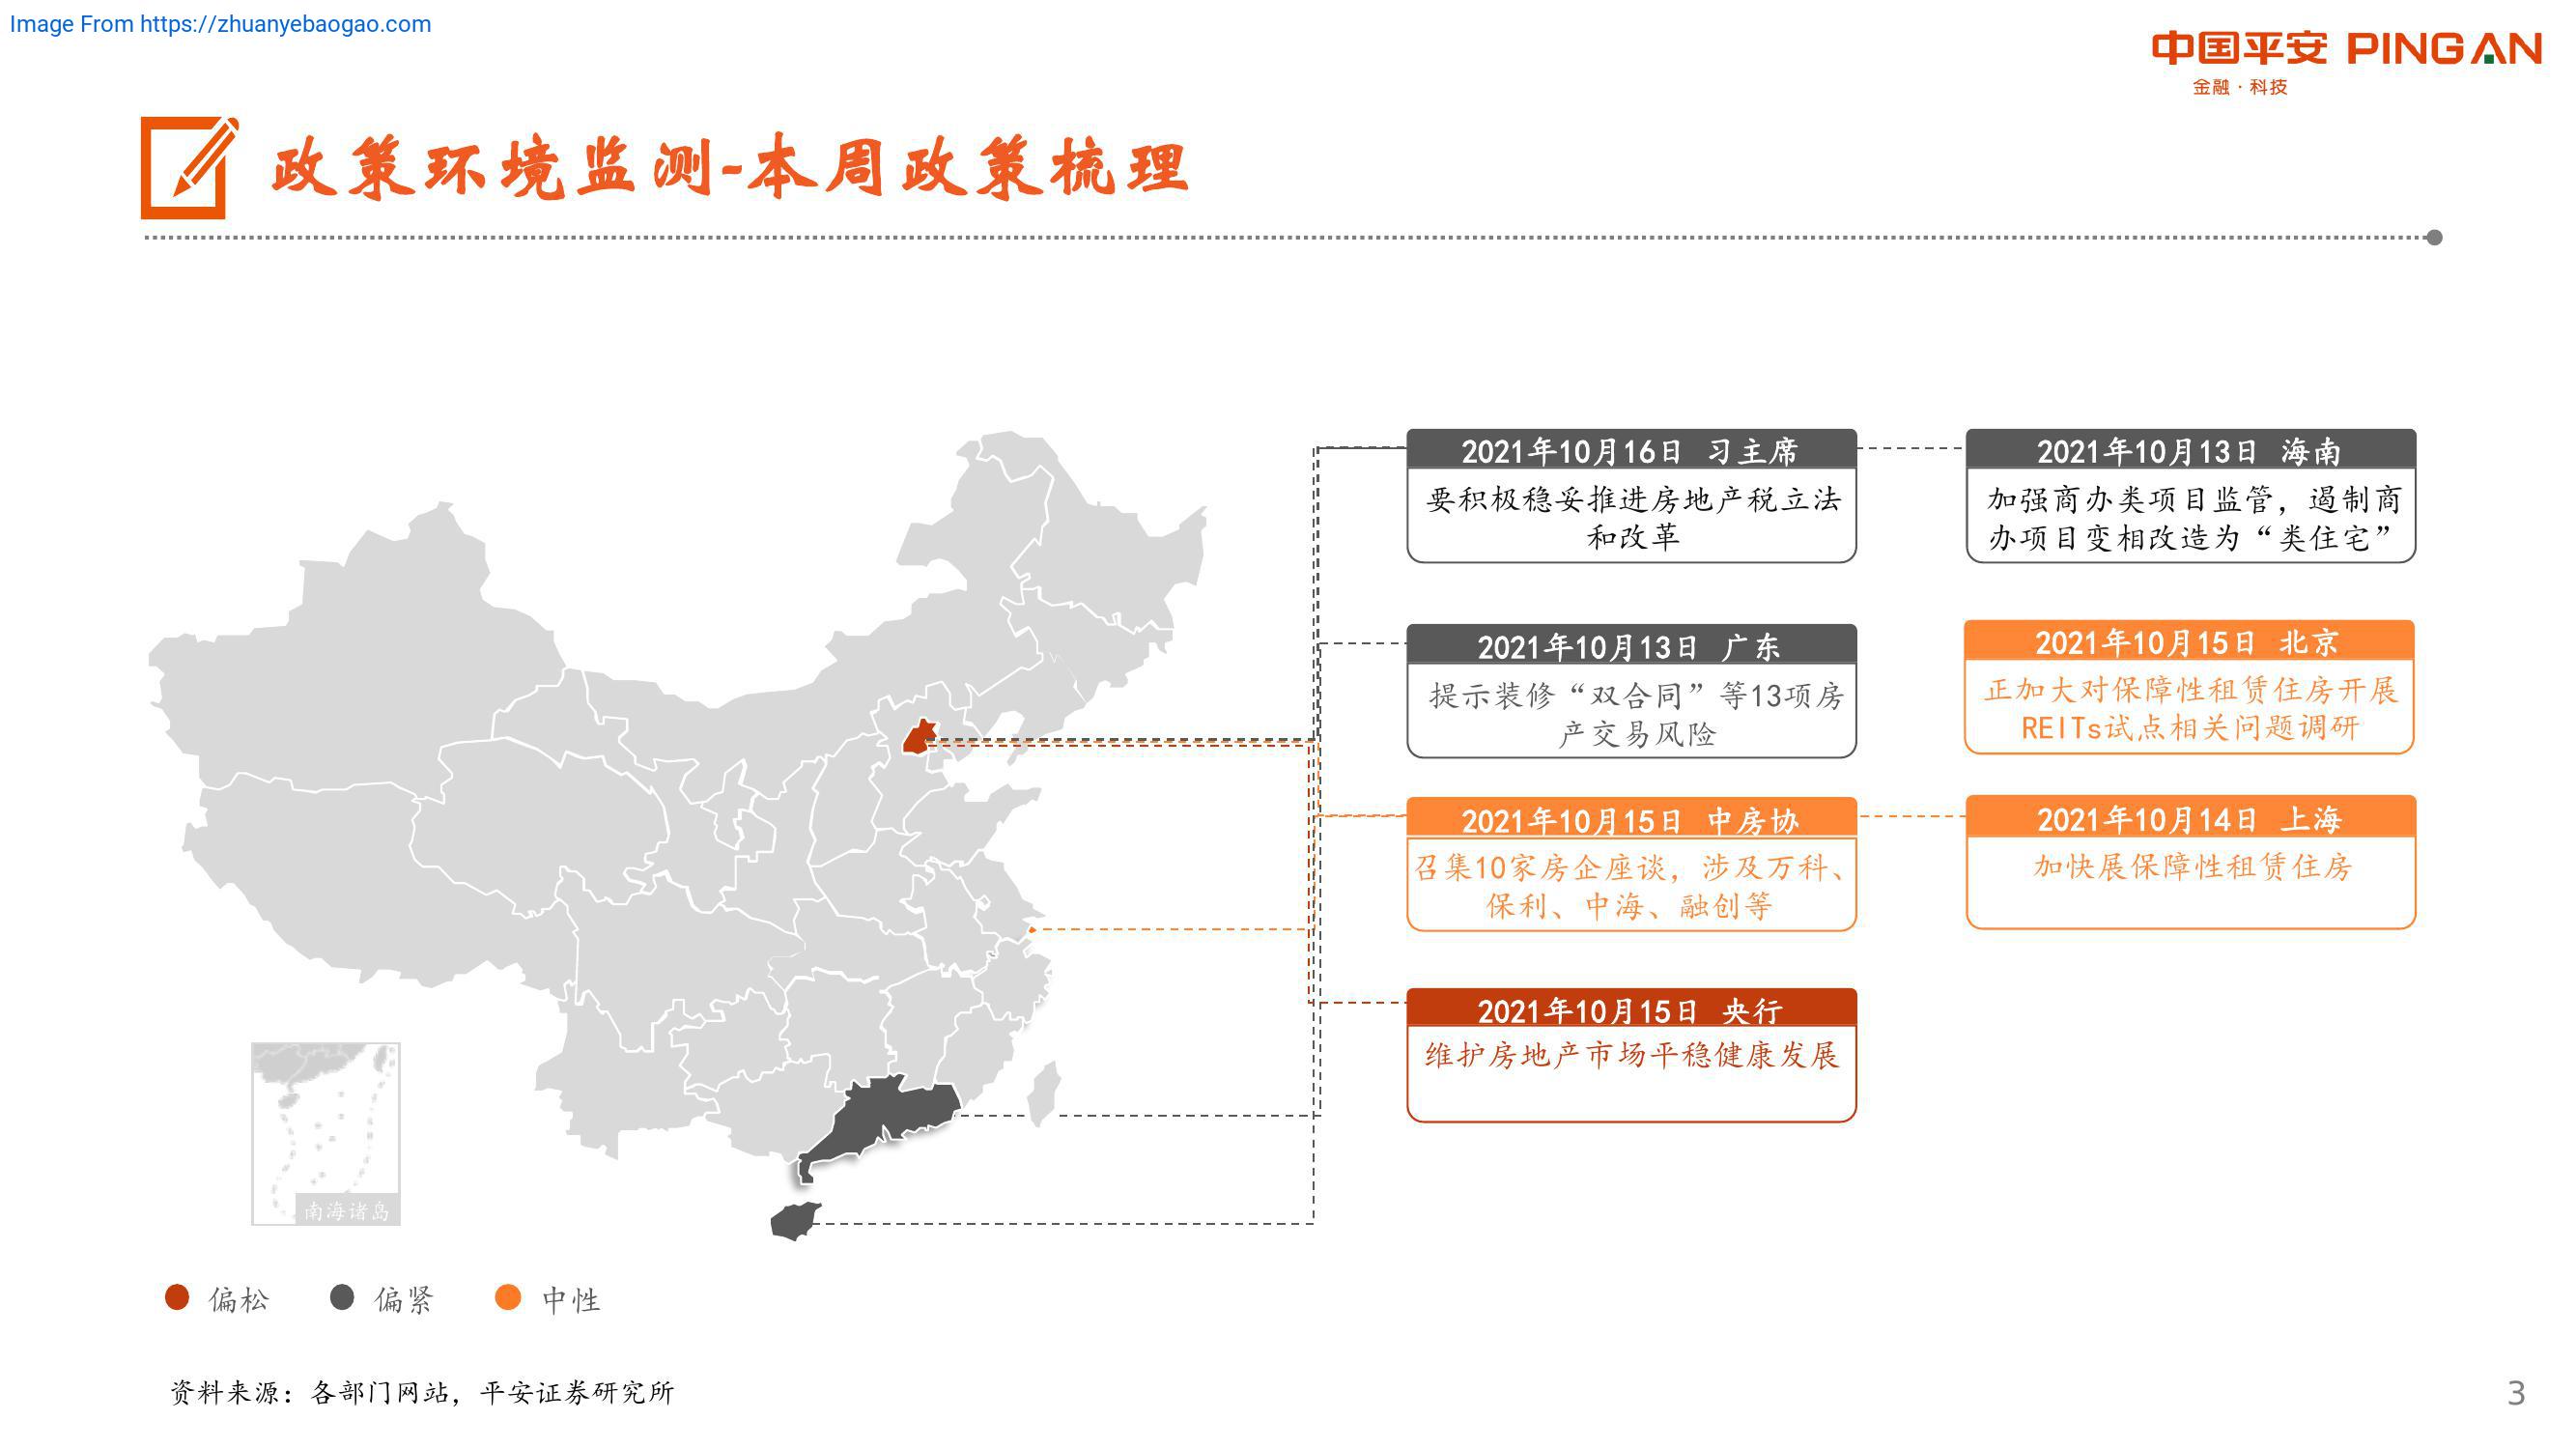 Image From https://zhuanyebaogao.com
中国平安 PINGAN
金融·科技
政策环境监测-本周政策梳理
2021年10月16日 习主席
要积极稳妥推进房地产税立法
和改革
2021年10月13日 海南
加强商办类项目监管，遏制商
办项目变相改造为“类住宅”
2021年10月13日 广东
提示装修“双合同”等13项房
产交易风险
2021年10月15日 北京
正加大对保障性租赁住房开展
REITs试点相关问题调研
2021年10月15日 中房协
召集10家房企座谈，涉及万科、
保利、中海、融创等
2021年10月14日 上海
加快展保障性租赁住房
2021年10月15日 央行
维护房地产市场平稳健康发展
南海诸岛
偏松
偏紧
中性
资料来源：各部门网站，平安证券研究所
3